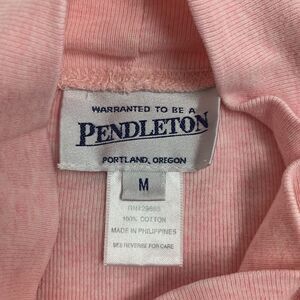 WARRANTED TO BE A
PENDLETON
PORTLAND, OREGON
M
100% COTTON
MADE IN PHILIPPINES
SEE REVERSE FOR CARE